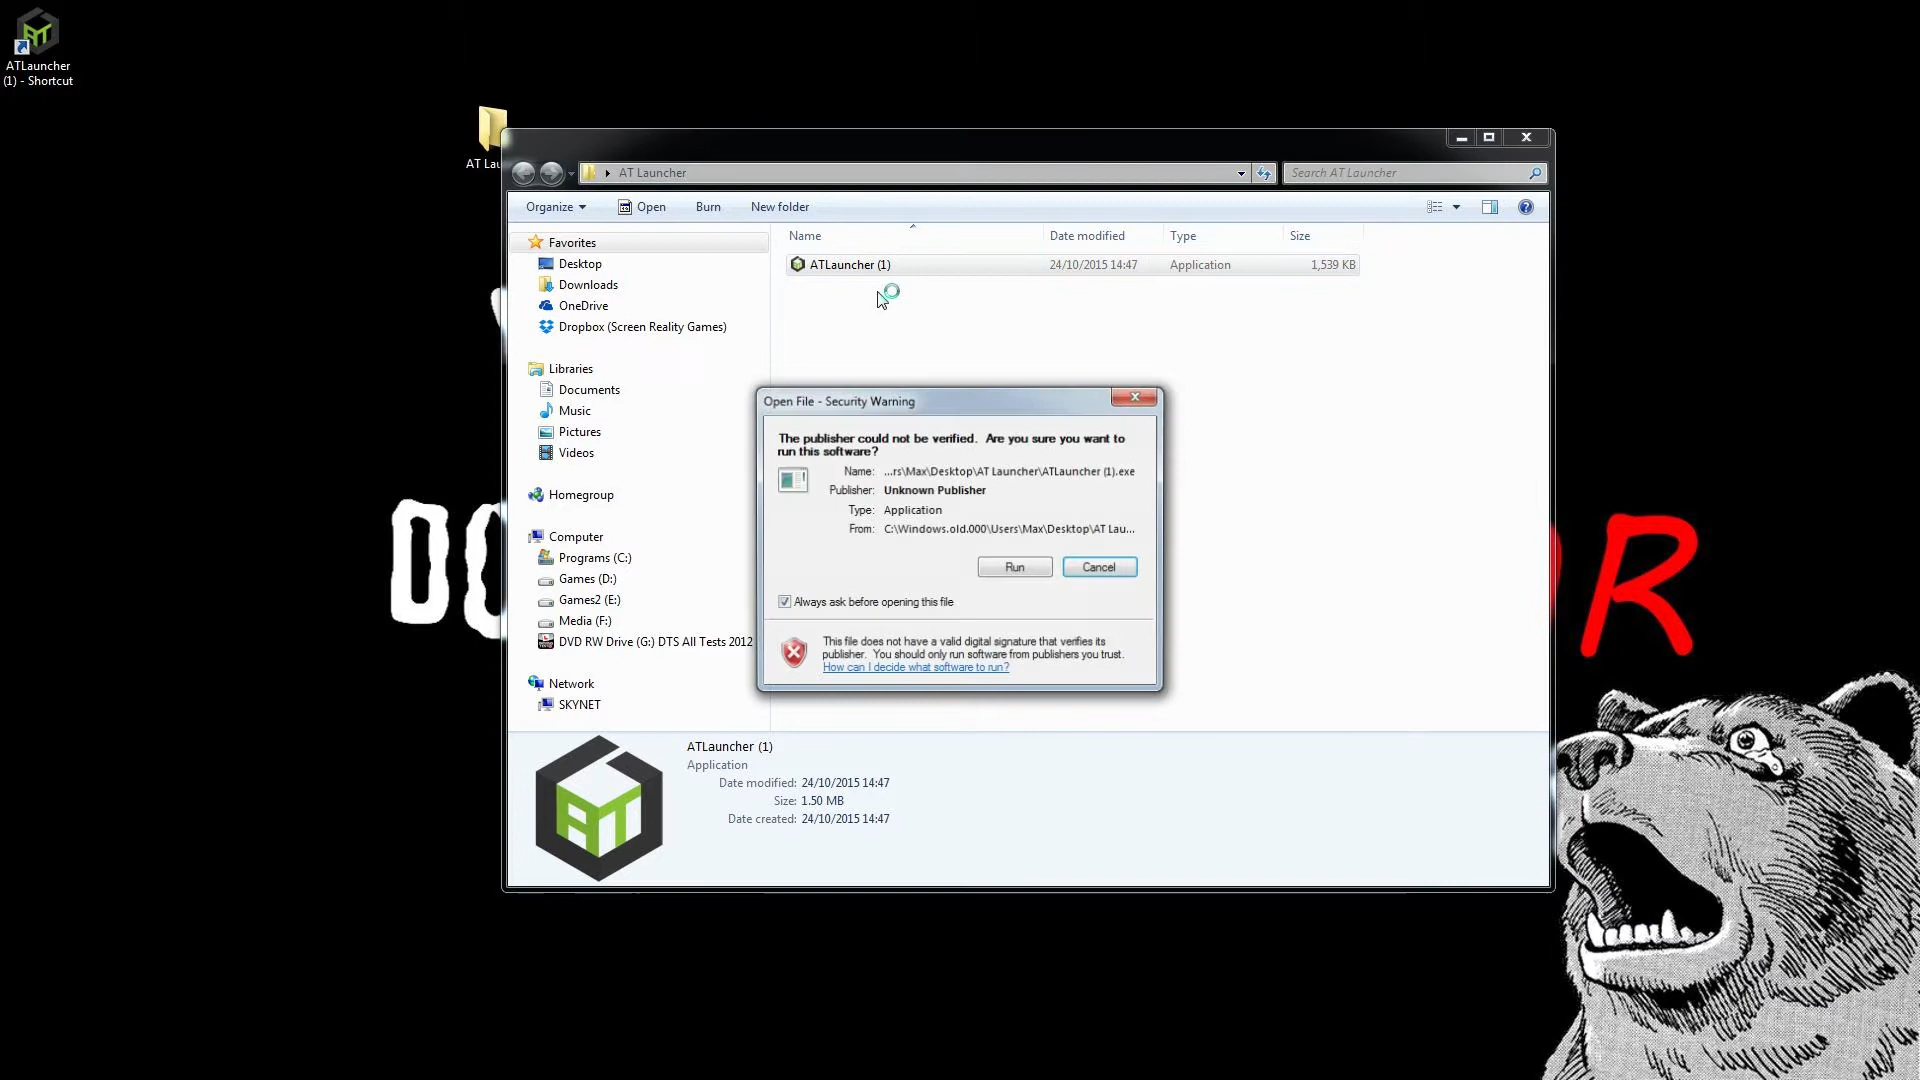 ATLauncher
(1) - Shortcut
AT Lau
AT Launcher
Search AT Launcher
Organize
Open
Burn
New folder
Name
Date modified
Type
Size
Favorites
Desktop
Downloads
OneDrive
Dropbox (Screen Reality Games)
Libraries
Documents
Music
Pictures
Videos
Homegroup
Computer
Programs (C:)
Games (D:)
Games2 (E:)
Media (F:)
DVD RW Drive (G:) DTS All Tests 2012
Network
SKYNET
ATLauncher (1)
24/10/2015 14:47
Application
1,539 KB
Open File - Security Warning
The publisher could not be verified. Are you sure you want to
run this software?
Name: ...rs\Max\Desktop\AT Launcher\ATLauncher (1).exe
Publisher: Unknown Publisher
Type: Application
From: C:\Windows.old.000\Users\Max\Desktop\AT Lau...
Run
Cancel
Always ask before opening this file
This file does not have a valid digital signature that verifies its
publisher. You should only run software from publishers you trust.
How can I decide what software to run?
AT
ATLauncher (1)
Application
Date modified: 24/10/2015 14:47
Size: 1.50 MB
Date created: 24/10/2015 14:47